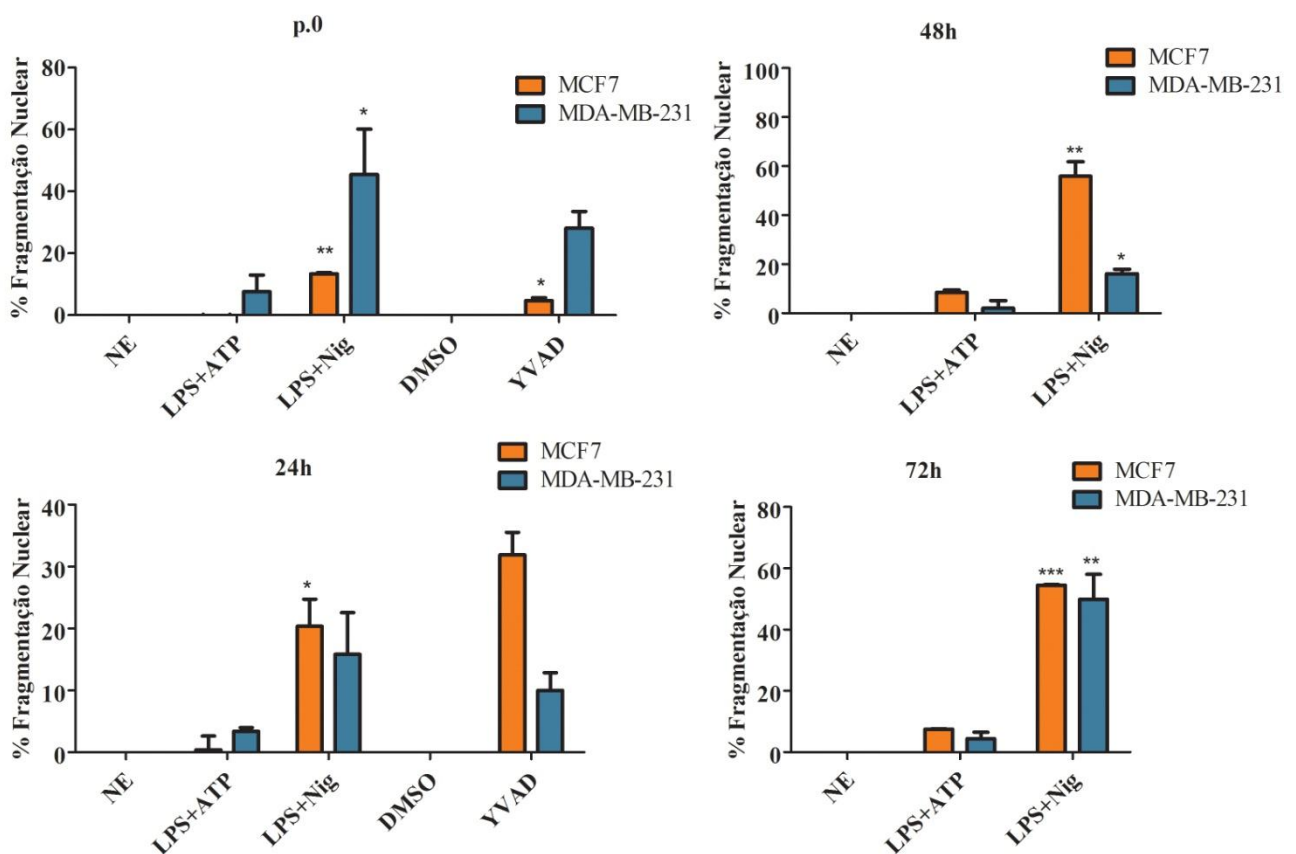 p.0
% Fragmentação Nuclear
80
60
40
20
0
MCF7
MDA-MB-231
*
**
*
NE
LPS+ATP
LPS+Nig
DMSO
YVAD
48h
% Fragmentação Nuclear
100
80
60
40
20
0
MCF7
MDA-MB-231
**
*
NE
LPS+ATP
LPS+Nig
24h
% Fragmentação Nuclear
40
30
20
10
0
MCF7
MDA-MB-231
*
NE
LPS+ATP
LPS+Nig
DMSO
YVAD
72h
% Fragmentação Nuclear
80
60
40
20
0
MCF7
MDA-MB-231
***
**
NE
LPS+ATP
LPS+Nig